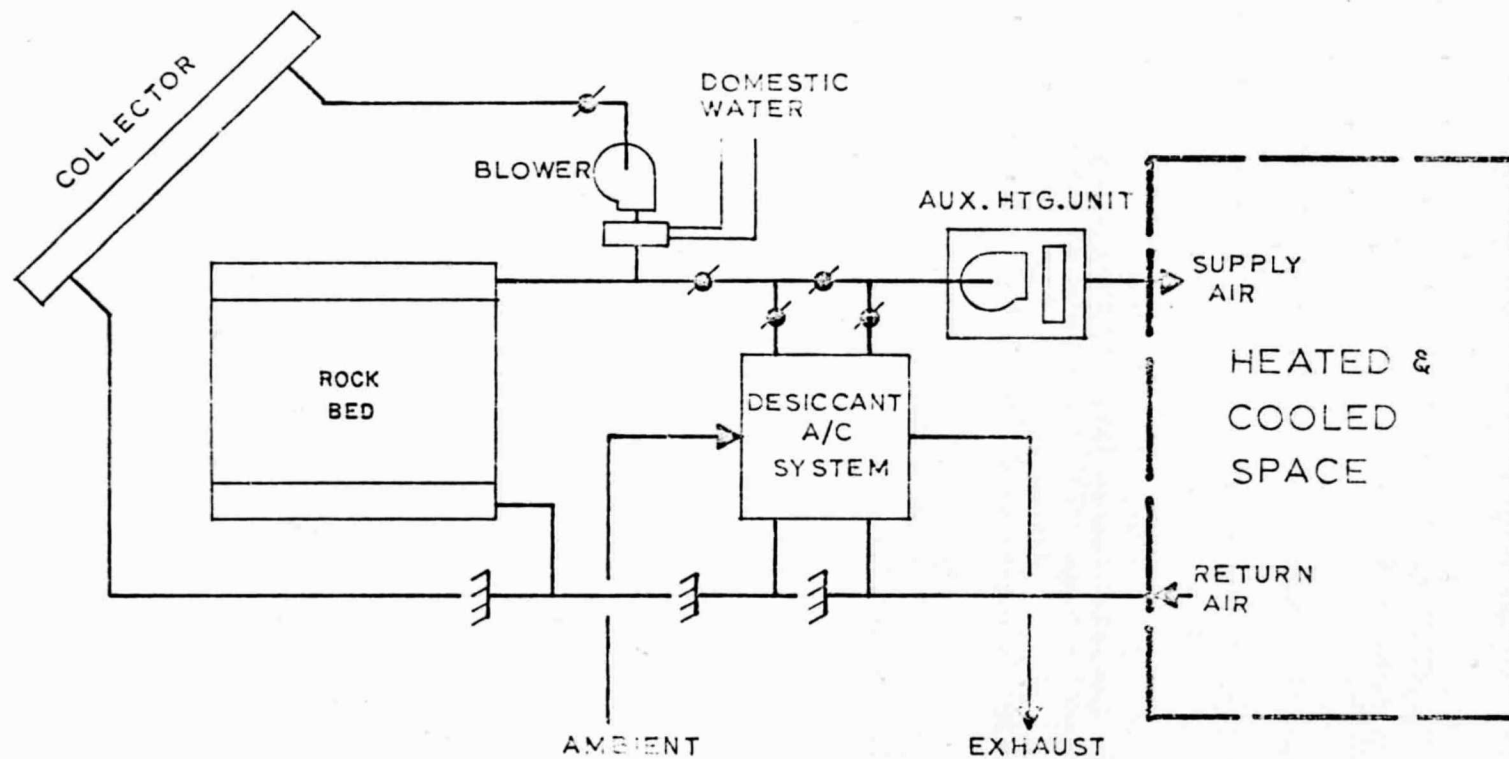 COLLECTOR
DOMESTIC
WATER
BLOWER
AUX. HTG. UNIT
SUPPLY
AIR
ROCK
BED
DESICCANT
A/C
SYSTEM
HEATED &
COOLED
SPACE
RETURN
AIR
AMBIENT
EXHAUST